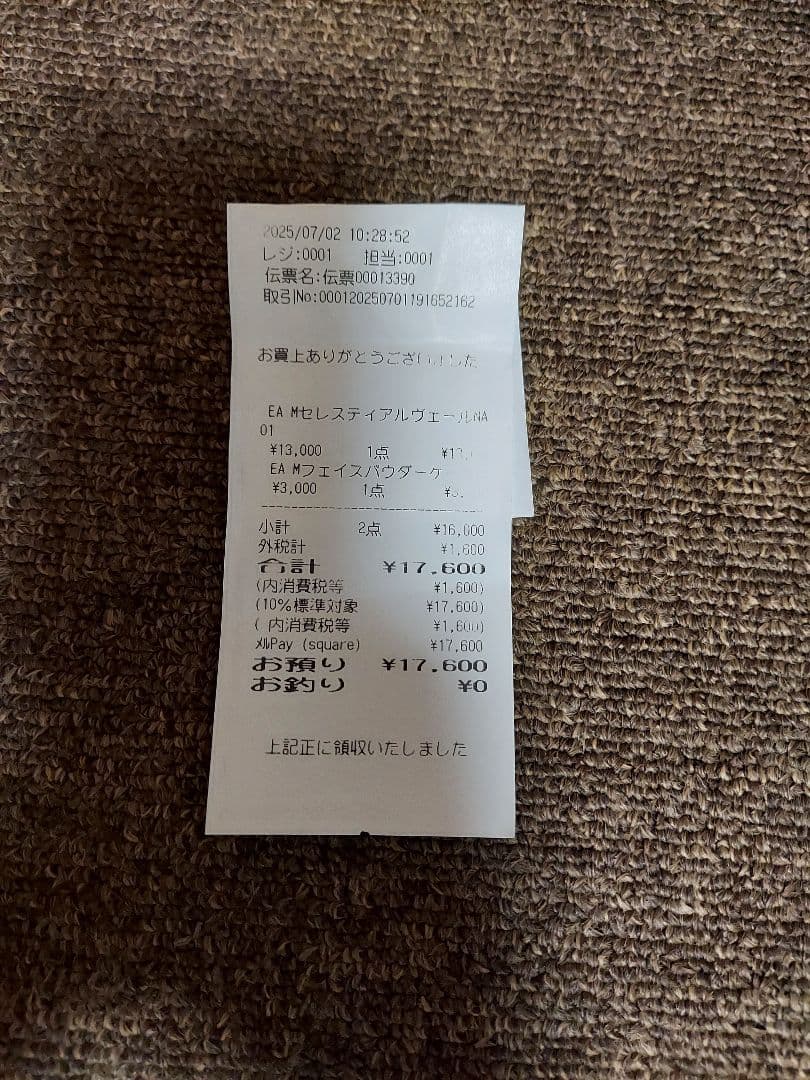 2025/07/02 10:28:52
レジ:0001 担当:0001
伝票名:伝票00013390
取引No:000120250701191652162
お買上ありがとうございました
EA MセレスティアルヴェールNA
01
¥13,000 1点
EA Mフェイスパウダーケ
¥3,000 1点
小計 2点 ¥16,000
外税計 ¥1,600
合計 ¥17,600
(内消費税等 ¥1,600)
(10%標準対象 ¥17,600)
( 内消費税等 ¥1,600)
ﾒﾙPay (square) ¥17,600
お預り ¥17,600
お釣り ¥0
上記正に領収いたしました